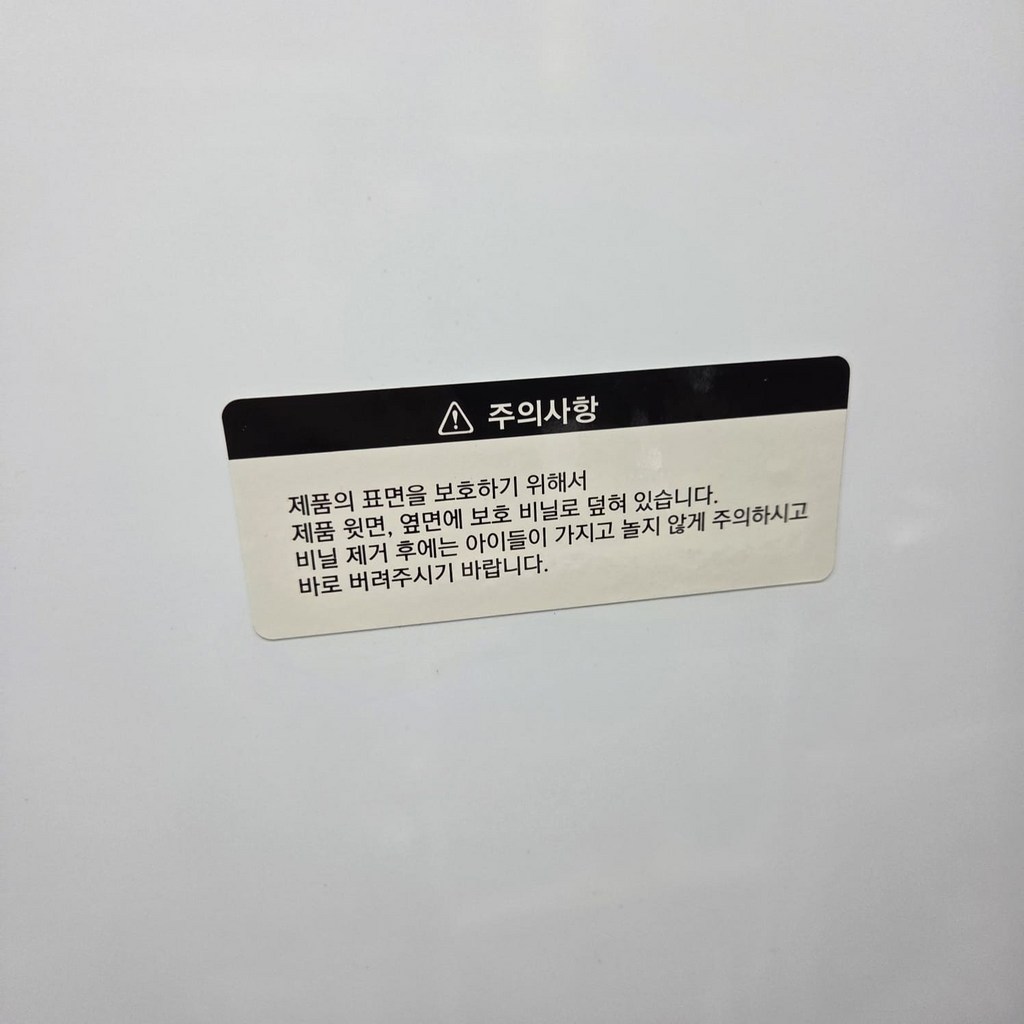 주의사항
제품의 표면을 보호하기 위해서
제품 윗면, 옆면에 보호 비닐로 덮혀 있습니다.
비닐 제거 후에는 아이들이 가지고 놀지 않게 주의하시고
바로 버려주시기 바랍니다.